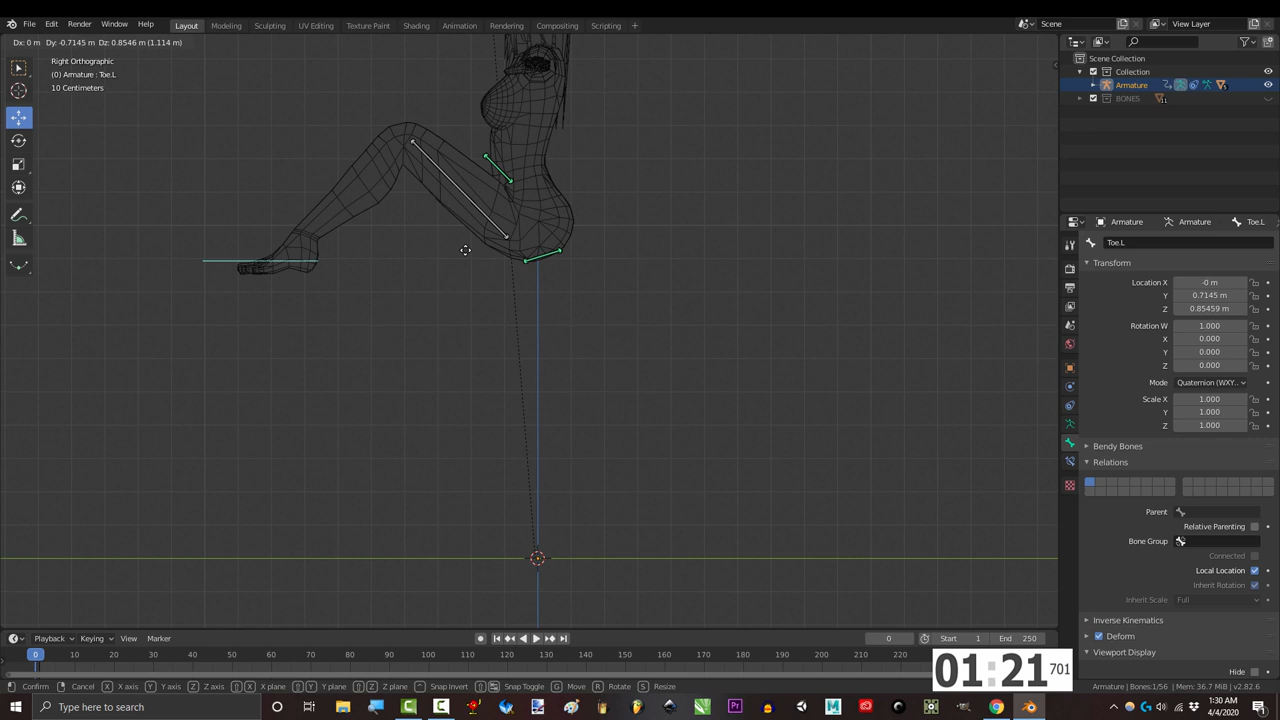 File Edit Render Window Help Layout Modeling Sculpting UV Editing Texture Paint Shading Animation Rendering Compositing Scripting + Scene View Layer
Dx: 0 m Dy: -0.7145 m Dz: 0.8546 m (1.114 m)
Right Orthographic
(0) Armature : Toe.L
10 Centimeters
Scene Collection
Collection
Armature
BONES
Armature Armature Toe.L
Toe.L
Transform
Location X -0 m
Y 0.7145 m
Z 0.85459 m
Rotation W 1.000
X 0.000
Y 0.000
Z 0.000
Mode Quaternion (WXY..
Scale X 1.000
Y 1.000
Z 1.000
Bendy Bones
Relations
Parent
Relative Parenting
Bone Group
Connected
Local Location
Inherit Rotation
Inherit Scale Full
Inverse Kinematics
Deform
Viewport Display
Hide
Playback Keying View Marker 0 Start 1 End 250
0 10 20 30 40 50 60 70 80 90 100 110 120 130 140 150 160 170 180 190 200 210 220
01:21 701
Confirm Cancel X X axis Y Y axis Z Z axis X X plane Y Y plane Z Z plane Snap Invert Snap Toggle G Move R Rotate S Resize
Armature | Bones:1/56 | Mem: 36.7 MiB | v2.82.6
Type here to search
1:30 AM
4/4/2020